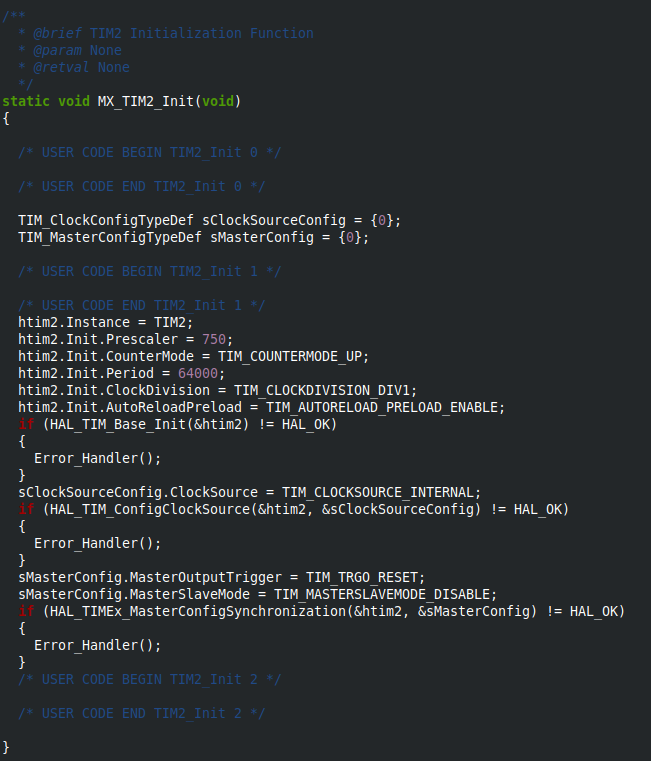 /**
  * @brief TIM2 Initialization Function
  * @param None
  * @retval None
  */
static void MX_TIM2_Init(void)
{
  /* USER CODE BEGIN TIM2_Init 0 */
  /* USER CODE END TIM2_Init 0 */
  TIM_ClockConfigTypeDef sClockSourceConfig = {0};
  TIM_MasterConfigTypeDef sMasterConfig = {0};
  /* USER CODE BEGIN TIM2_Init 1 */
  /* USER CODE END TIM2_Init 1 */
  htim2.Instance = TIM2;
  htim2.Init.Prescaler = 750;
  htim2.Init.CounterMode = TIM_COUNTERMODE_UP;
  htim2.Init.Period = 64000;
  htim2.Init.ClockDivision = TIM_CLOCKDIVISION_DIV1;
  htim2.Init.AutoReloadPreload = TIM_AUTORELOAD_PRELOAD_ENABLE;
  if (HAL_TIM_Base_Init(&htim2) != HAL_OK)
  {
    Error_Handler();
  }
  sClockSourceConfig.ClockSource = TIM_CLOCKSOURCE_INTERNAL;
  if (HAL_TIM_ConfigClockSource(&htim2, &sClockSourceConfig) != HAL_OK)
  {
    Error_Handler();
  }
  sMasterConfig.MasterOutputTrigger = TIM_TRGO_RESET;
  sMasterConfig.MasterSlaveMode = TIM_MASTERSLAVEMODE_DISABLE;
  if (HAL_TIMEx_MasterConfigSynchronization(&htim2, &sMasterConfig) != HAL_OK)
  {
    Error_Handler();
  }
  /* USER CODE BEGIN TIM2_Init 2 */
  /* USER CODE END TIM2_Init 2 */
}